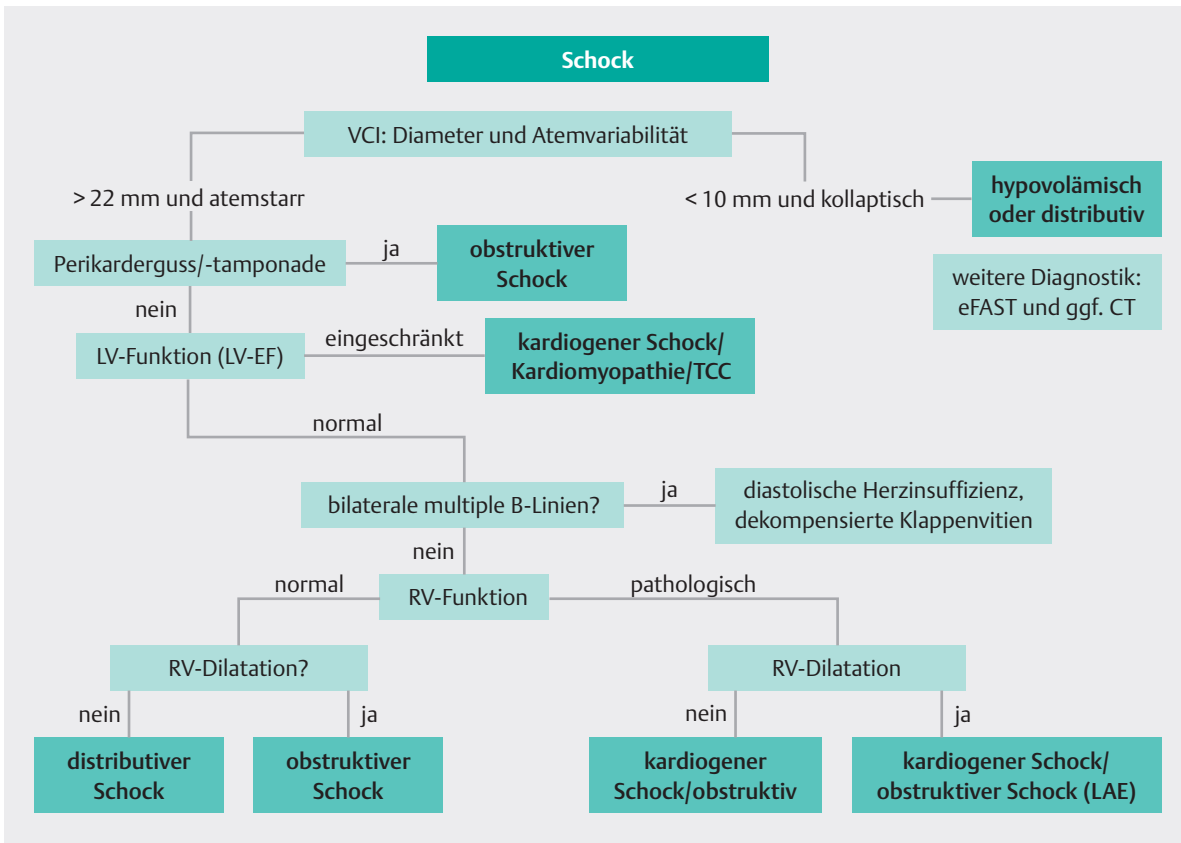 Schock
VCI: Diameter und Atemvariabilität
> 22 mm und atemstarr
< 10 mm und kollaptisch
hypovolämisch
oder distributiv
Perikarderguss/-tamponade
ja
obstruktiver
Schock
weitere Diagnostik:
eFAST und ggf. CT
nein
LV-Funktion (LV-EF)
eingeschränkt
kardiogener Schock/
Kardiomyopathie/TCC
normal
bilaterale multiple B-Linien?
ja
diastolische Herzinsuffizienz,
dekompensierte Klappenvitien
nein
normal
RV-Funktion
pathologisch
RV-Dilatation?
RV-Dilatation
nein
ja
nein
ja
distributiver
Schock
obstruktiver
Schock
kardiogener
Schock/obstruktiv
kardiogener Schock/
obstruktiver Schock (LAE)